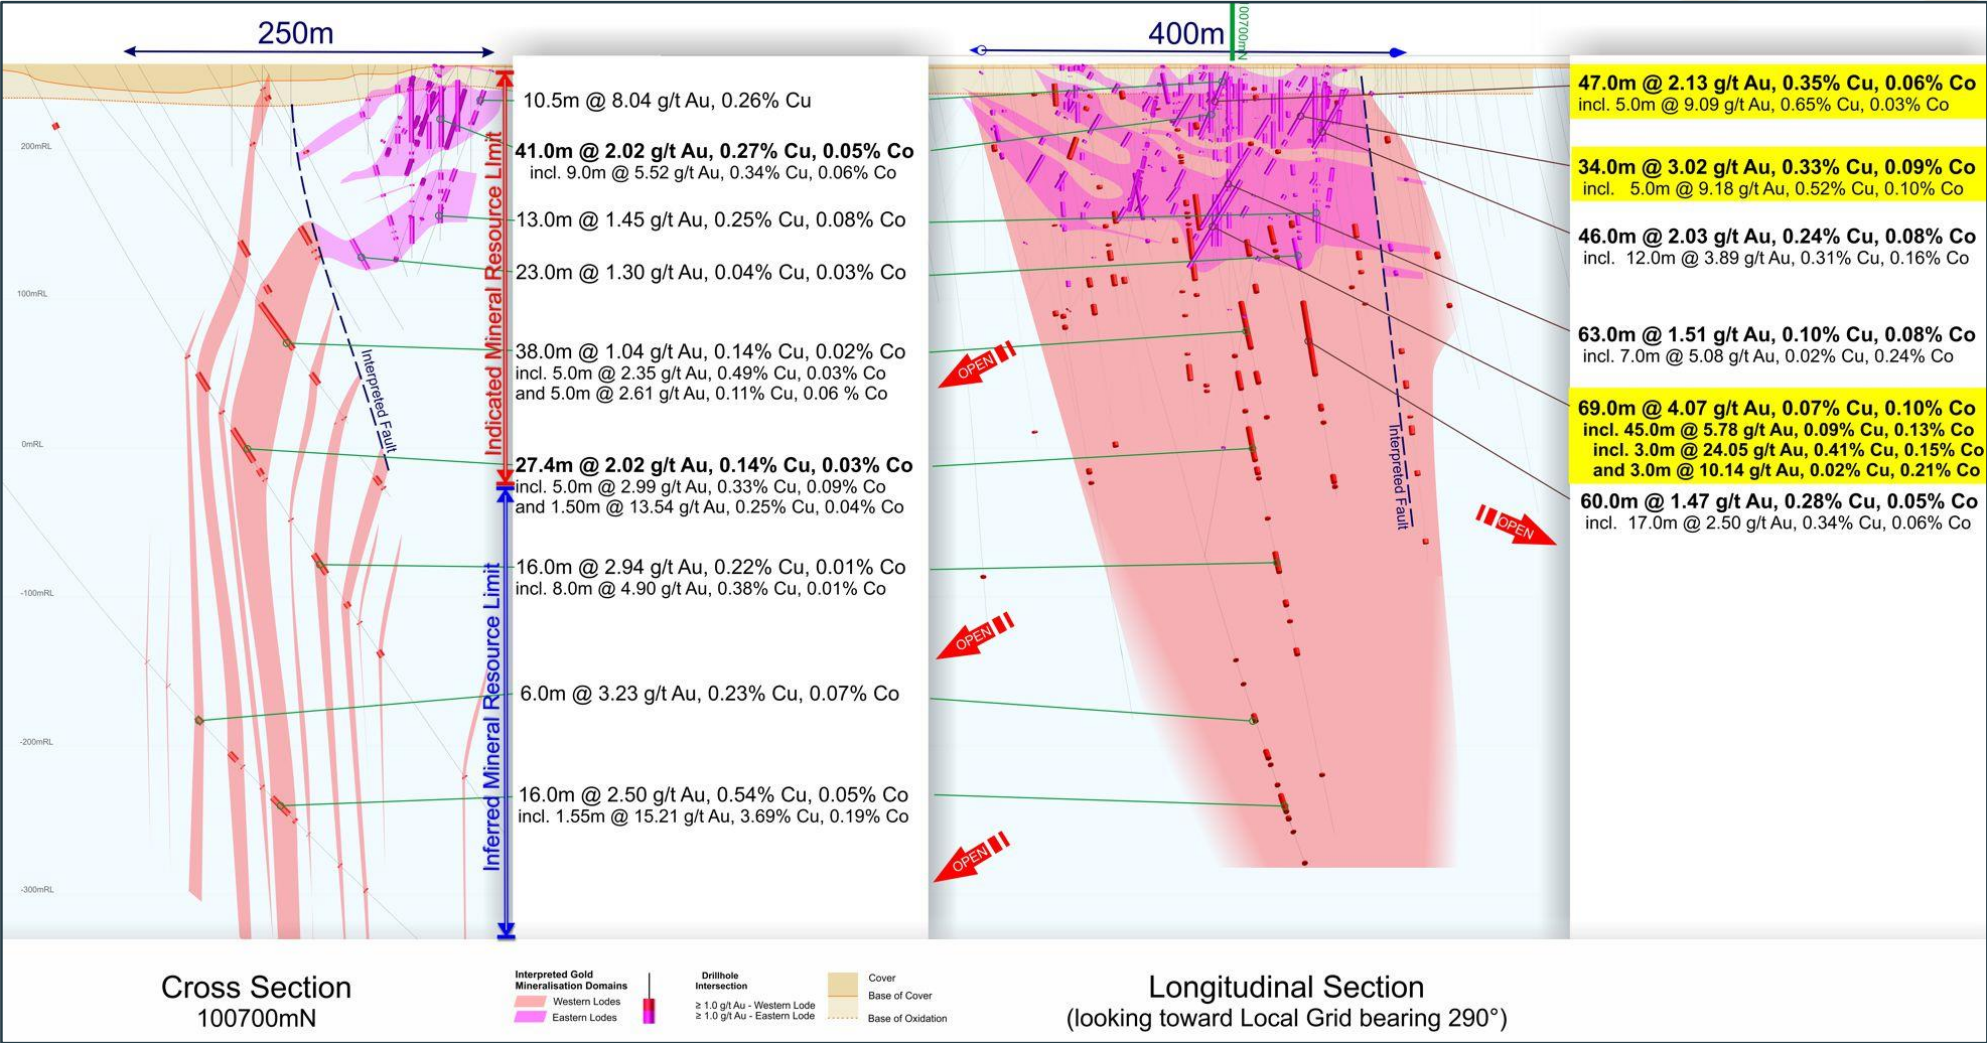 250m
400m
00700mN
200mRL
100mRL
0mRL
-100mRL
-200mRL
-300mRL
Interpreted Fault
Indicated Mineral Resource Limit
Inferred Mineral Resource Limit
10.5m @ 8.04 g/t Au, 0.26% Cu
41.0m @ 2.02 g/t Au, 0.27% Cu, 0.05% Co
incl. 9.0m @ 5.52 g/t Au, 0.34% Cu, 0.06% Co
13.0m @ 1.45 g/t Au, 0.25% Cu, 0.08% Co
23.0m @ 1.30 g/t Au, 0.04% Cu, 0.03% Co
38.0m @ 1.04 g/t Au, 0.14% Cu, 0.02% Co
incl. 5.0m @ 2.35 g/t Au, 0.49% Cu, 0.03% Co
and 5.0m @ 2.61 g/t Au, 0.11% Cu, 0.06 % Co
27.4m @ 2.02 g/t Au, 0.14% Cu, 0.03% Co
incl. 5.0m @ 2.99 g/t Au, 0.33% Cu, 0.09% Co
and 1.50m @ 13.54 g/t Au, 0.25% Cu, 0.04% Co
16.0m @ 2.94 g/t Au, 0.22% Cu, 0.01% Co
incl. 8.0m @ 4.90 g/t Au, 0.38% Cu, 0.01% Co
6.0m @ 3.23 g/t Au, 0.23% Cu, 0.07% Co
16.0m @ 2.50 g/t Au, 0.54% Cu, 0.05% Co
incl. 1.55m @ 15.21 g/t Au, 3.69% Cu, 0.19% Co
OPEN
OPEN
OPEN
Interpreted Fault
OPEN
47.0m @ 2.13 g/t Au, 0.35% Cu, 0.06% Co
incl. 5.0m @ 9.09 g/t Au, 0.65% Cu, 0.03% Co
34.0m @ 3.02 g/t Au, 0.33% Cu, 0.09% Co
incl. 5.0m @ 9.18 g/t Au, 0.52% Cu, 0.10% Co
46.0m @ 2.03 g/t Au, 0.24% Cu, 0.08% Co
incl. 12.0m @ 3.89 g/t Au, 0.31% Cu, 0.16% Co
63.0m @ 1.51 g/t Au, 0.10% Cu, 0.08% Co
incl. 7.0m @ 5.08 g/t Au, 0.02% Cu, 0.24% Co
69.0m @ 4.07 g/t Au, 0.07% Cu, 0.10% Co
incl. 45.0m @ 5.78 g/t Au, 0.09% Cu, 0.13% Co
incl. 3.0m @ 24.05 g/t Au, 0.41% Cu, 0.15% Co
and 3.0m @ 10.14 g/t Au, 0.02% Cu, 0.21% Co
60.0m @ 1.47 g/t Au, 0.28% Cu, 0.05% Co
incl. 17.0m @ 2.50 g/t Au, 0.34% Cu, 0.06% Co
Cross Section
100700mN
Interpreted Gold
Mineralisation Domains
Western Lodes
Eastern Lodes
Drillhole
Intersection
≥ 1.0 g/t Au - Western Lode
≥ 1.0 g/t Au - Eastern Lode
Cover
Base of Cover
Base of Oxidation
Longitudinal Section
(looking toward Local Grid bearing 290°)